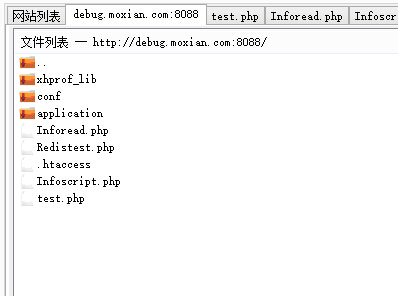 网站列表 debug.moxian.com:8088 test.php Inforead.php Infoscr
文件列表 — http://debug.moxian.com:8088/
..
xhprof_lib
conf
application
Inforead.php
Redistest.php
.htaccess
Infoscript.php
test.php